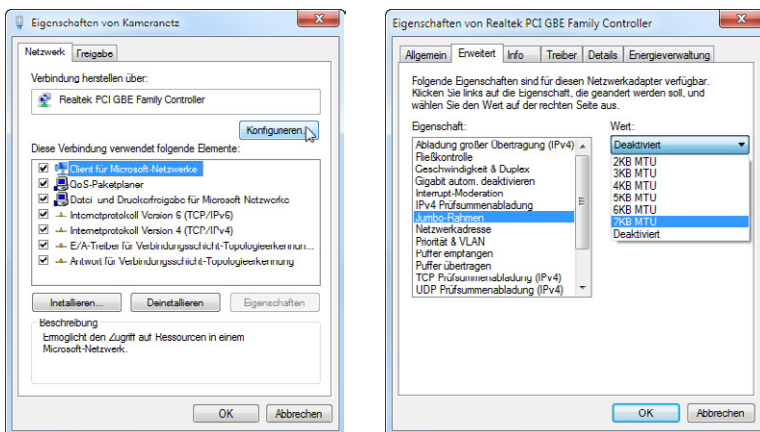 Eigenschaften von Kameranetz
Netzwerk Freigabe
Verbindung herstellen über:
Realtek PCI GBE Family Controller
Konfigurieren...
Diese Verbindung verwendet folgende Elemente:
Client für Microsoft-Netzwerke
QoS-Paketplaner
Datei- und Druckerfreigabe für Microsoft-Netzwerke
Internetprotokoll Version 6 (TCP/IPv6)
Internetprotokoll Version 4 (TCP/IPv4)
E/A-Treiber für Verbindungsschicht-Topologieerkennun...
Antwort für Verbindungsschicht-Topologieerkennung
Installieren... Deinstallieren Eigenschaften
Beschreibung
Ermöglicht den Zugriff auf Ressourcen in einem
Microsoft-Netzwerk.
OK Abbrechen
Eigenschaften von Realtek PCI GBE Family Controller
Allgemein Erweitert Info Treiber Details Energieverwaltung
Folgende Eigenschaften sind für diesen Netzwerkadapter verfügbar.
Klicken Sie links auf die Eigenschaft, die geändert werden soll, und
wählen Sie den Wert auf der rechten Seite aus.
Eigenschaft:
Abladung großer Übertragung (IPv4)
Fließkontrolle
Geschwindigkeit & Duplex
Gigabit autom. deaktivieren
Interrupt-Moderation
IPv4 Prüfsummenabladung
Jumbo-Rahmen
Netzwerkadresse
Priorität & VLAN
Puffer empfangen
Puffer übertragen
TCP Prüfsummenabladung (IPv4)
UDP Prüfsummenabladung (IPv4)
Wert:
Deaktiviert
2KB MTU
3KB MTU
4KB MTU
5KB MTU
6KB MTU
7KB MTU
Deaktiviert
OK Abbrechen